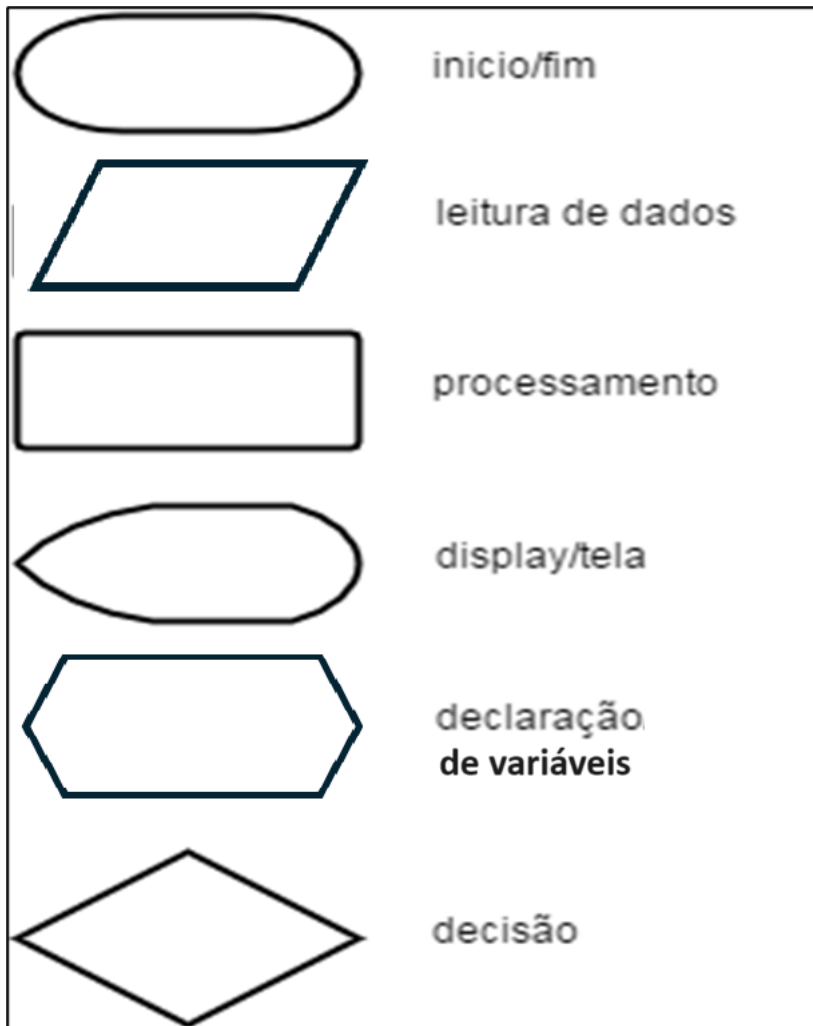 inicio/fim
leitura de dados
processamento
display/tela
declaração
de variáveis
decisão